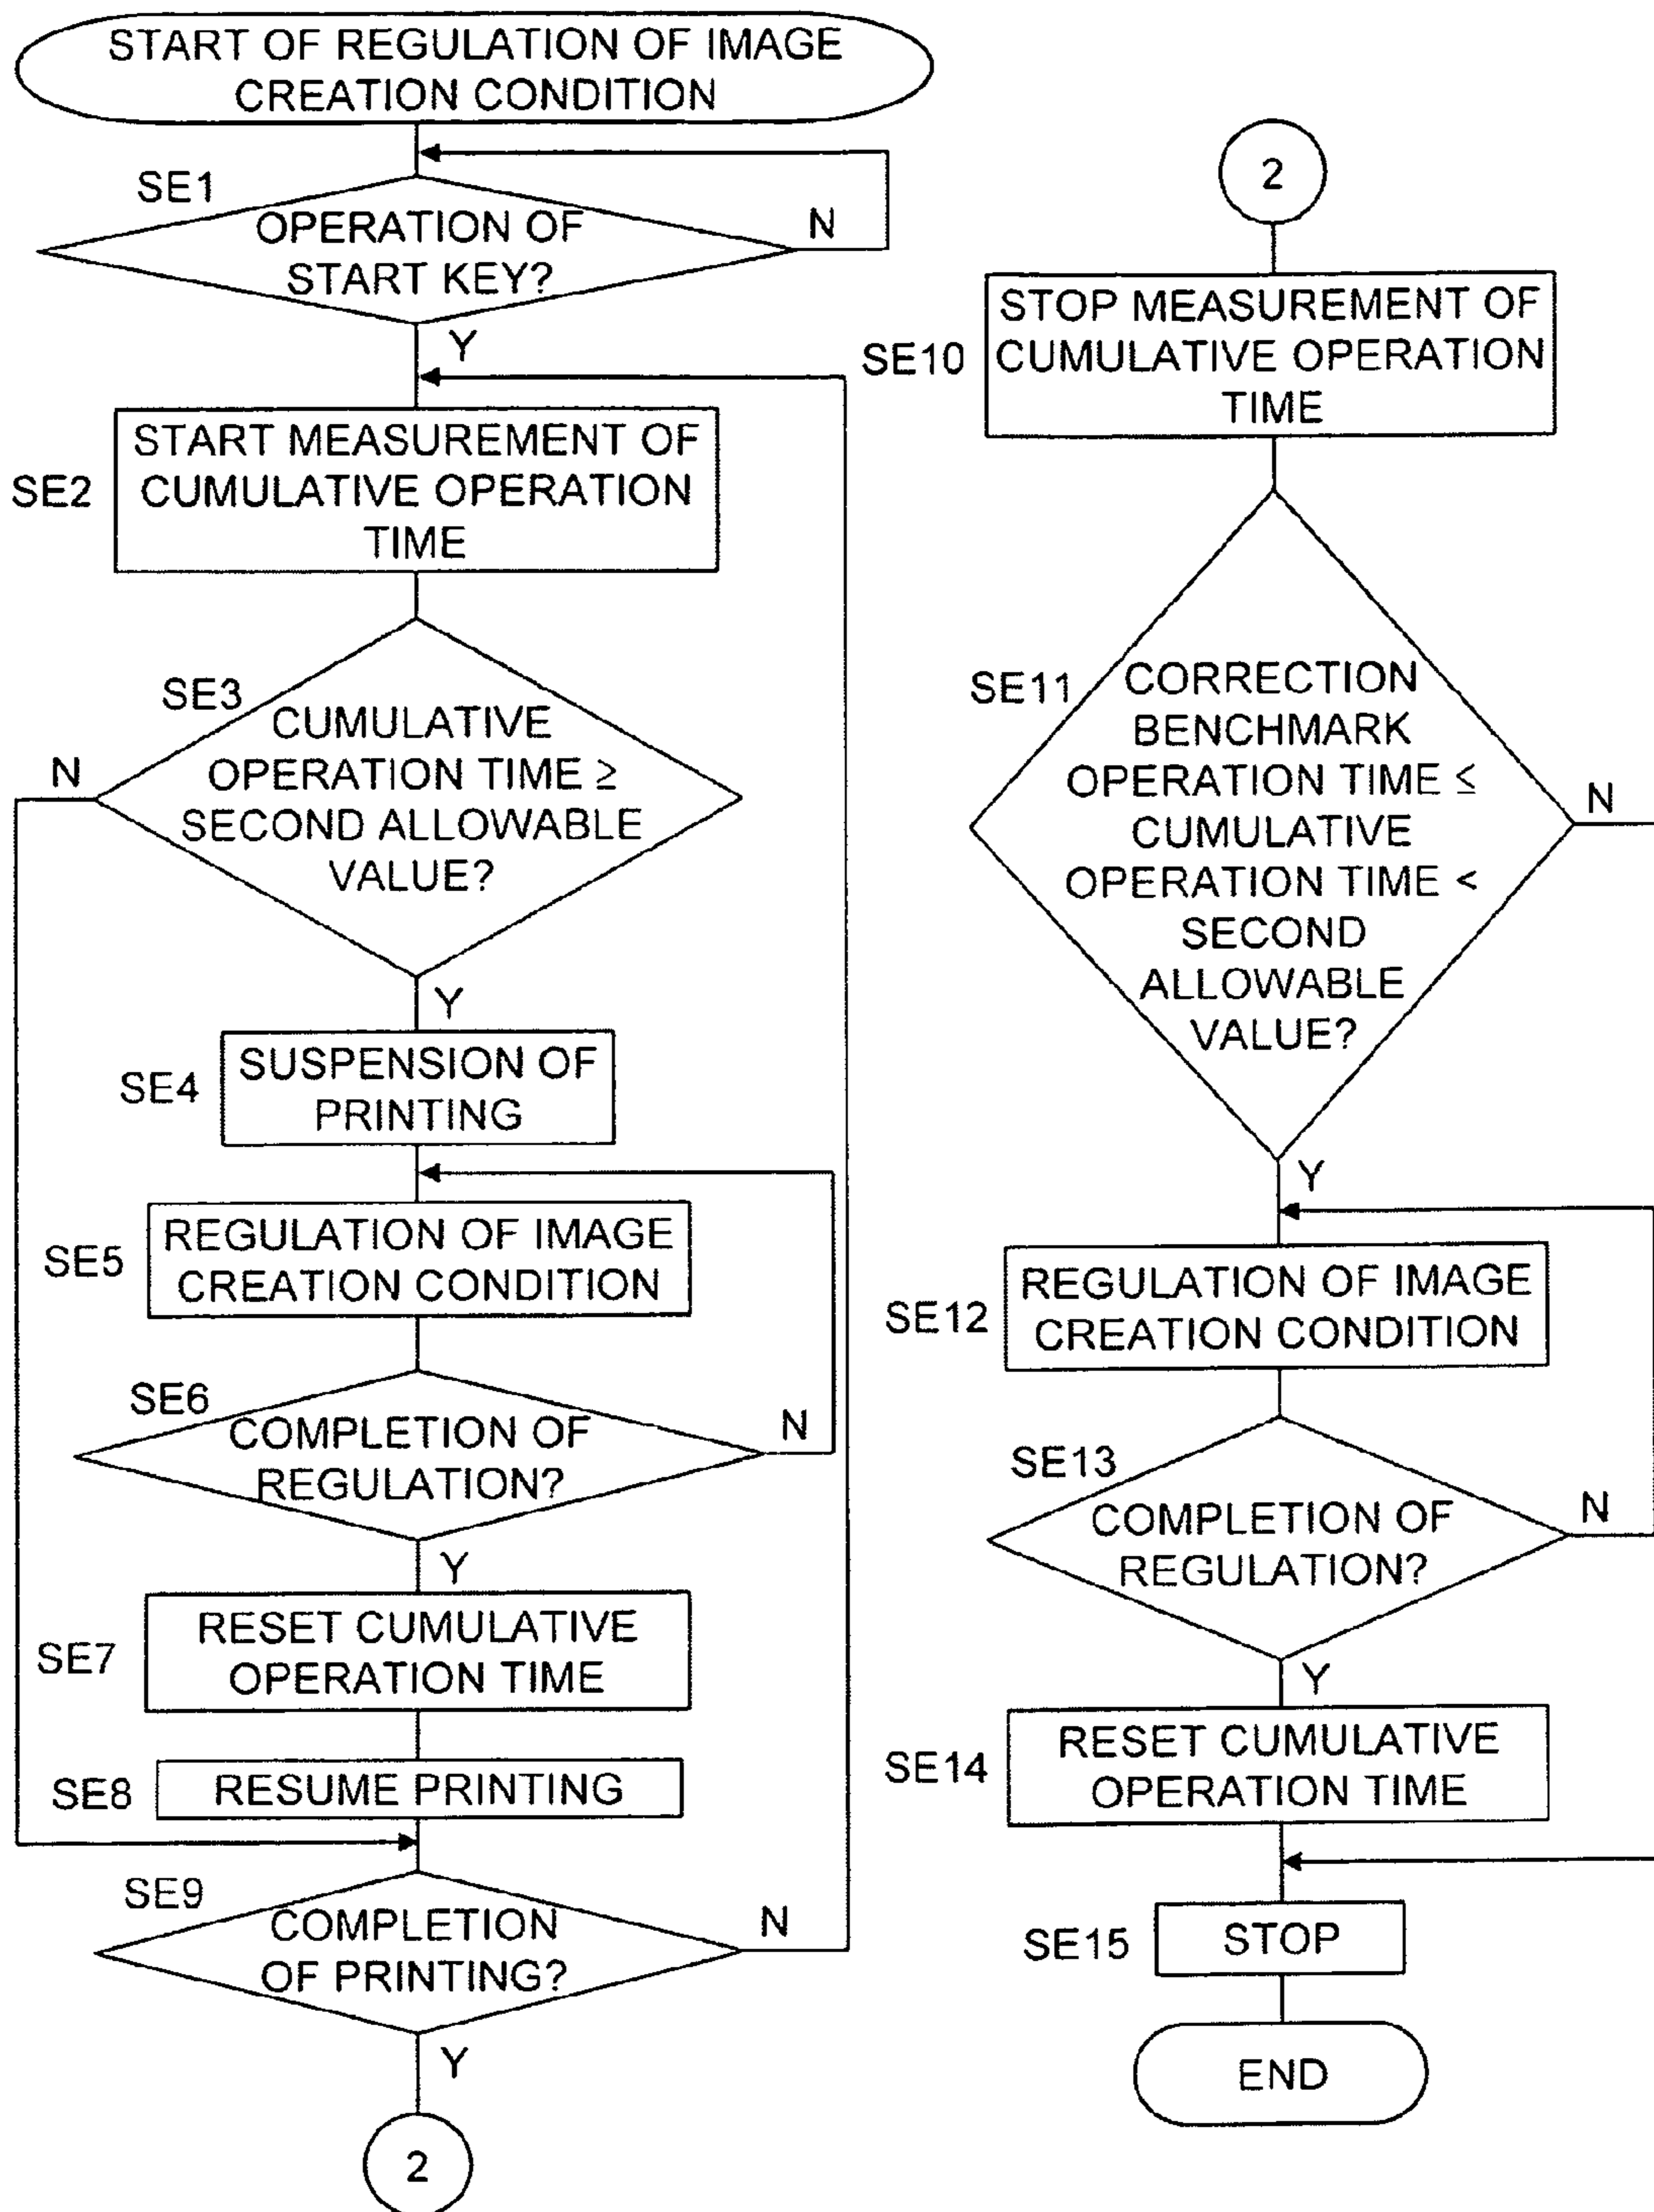 START OF REGULATION OF IMAGE
CREATION CONDITION
SE1
OPERATION OF
START KEY?
N
Y
SE2
START MEASUREMENT OF
CUMULATIVE OPERATION
TIME
SE3
CUMULATIVE
OPERATION TIME ≥
SECOND ALLOWABLE
VALUE?
N
Y
SE4
SUSPENSION OF
PRINTING
SE5
REGULATION OF IMAGE
CREATION CONDITION
SE6
COMPLETION OF
REGULATION?
N
Y
SE7
RESET CUMULATIVE
OPERATION TIME
SE8
RESUME PRINTING
SE9
COMPLETION
OF PRINTING?
N
Y
2
2
SE10
STOP MEASUREMENT OF
CUMULATIVE OPERATION
TIME
SE11
CORRECTION
BENCHMARK
OPERATION TIME ≤
CUMULATIVE
OPERATION TIME <
SECOND
ALLOWABLE
VALUE?
N
Y
SE12
REGULATION OF IMAGE
CREATION CONDITION
SE13
COMPLETION OF
REGULATION?
N
Y
SE14
RESET CUMULATIVE
OPERATION TIME
SE15
STOP
END